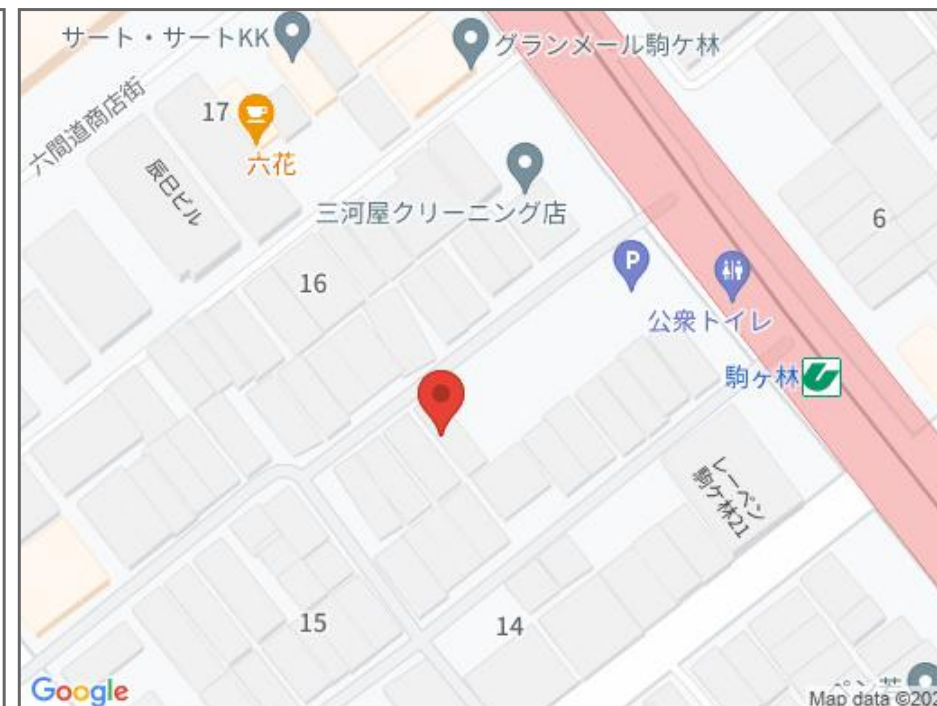 サート・サートKK
グランメール駒ケ林
六間道商店街
17
六花
辰巳ビル
三河屋クリーニング店
6
16
P
公衆トイレ
駒ヶ林
レーペン
駒ケ林21
15
14
Google
Map data ©202